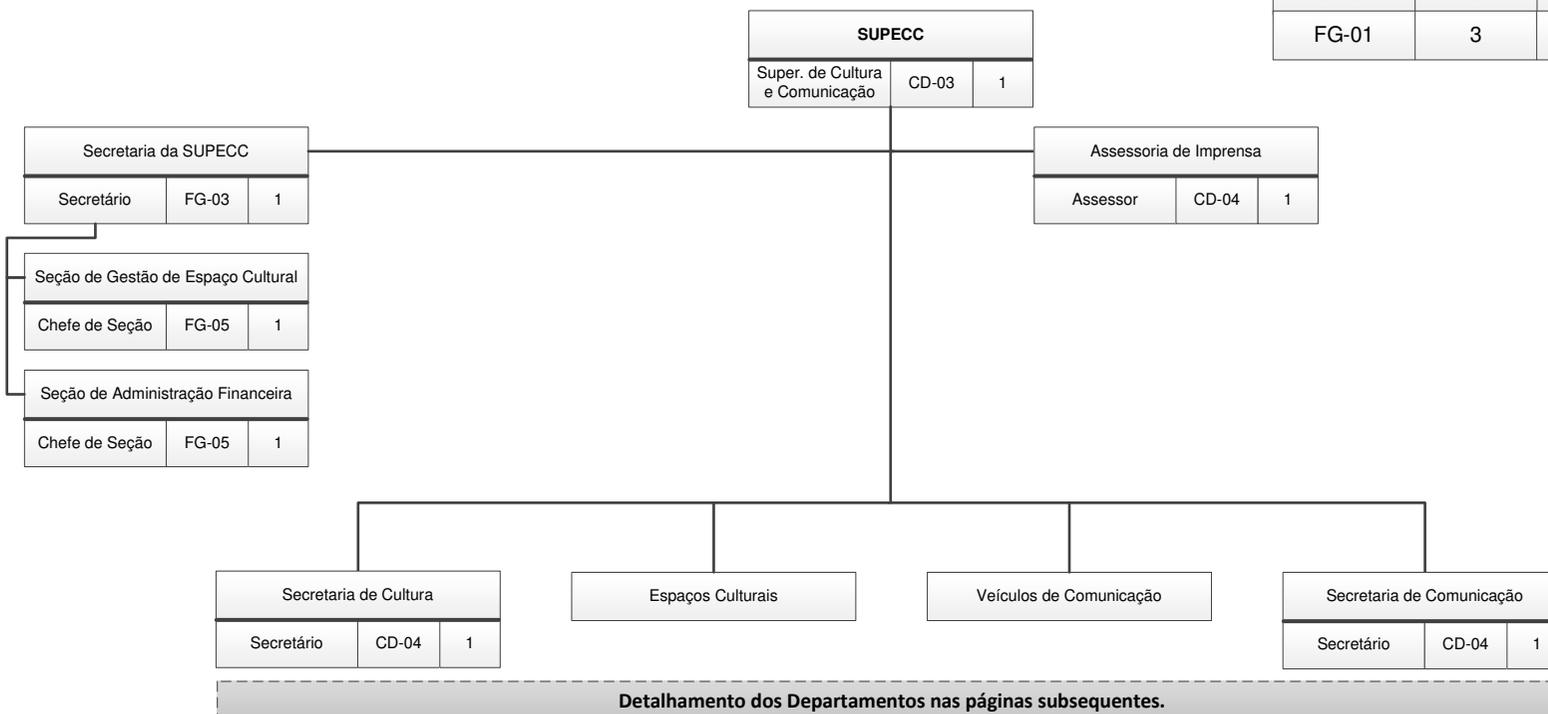 FG-01 3
SUPECC
Super. de Cultura
e Comunicação CD-03 1
Secretaria da SUPECC
Secretário FG-03 1
Assessoria de Imprensa
Assessor CD-04 1
Seção de Gestão de Espaço Cultural
Chefe de Seção FG-05 1
Seção de Administração Financeira
Chefe de Seção FG-05 1
Secretaria de Cultura
Secretário CD-04 1
Espaços Culturais
Veículos de Comunicação
Secretaria de Comunicação
Secretário CD-04 1
Detalhamento dos Departamentos nas páginas subsequentes.